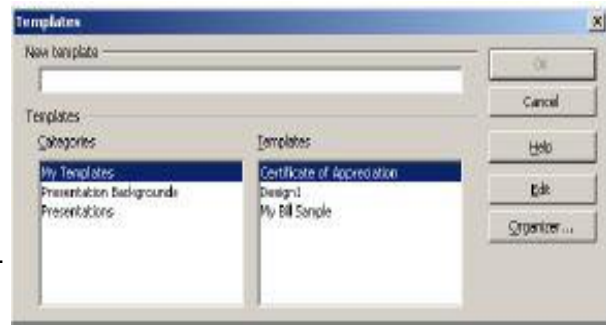 Templates
New template
OK
Cancel
Templates
Categories
Templates
Help
My Templates
Certificate of Appreciation
Presentation Backgrounds
Design1
Edit
Presentations
My Bill Sample
Organizer...